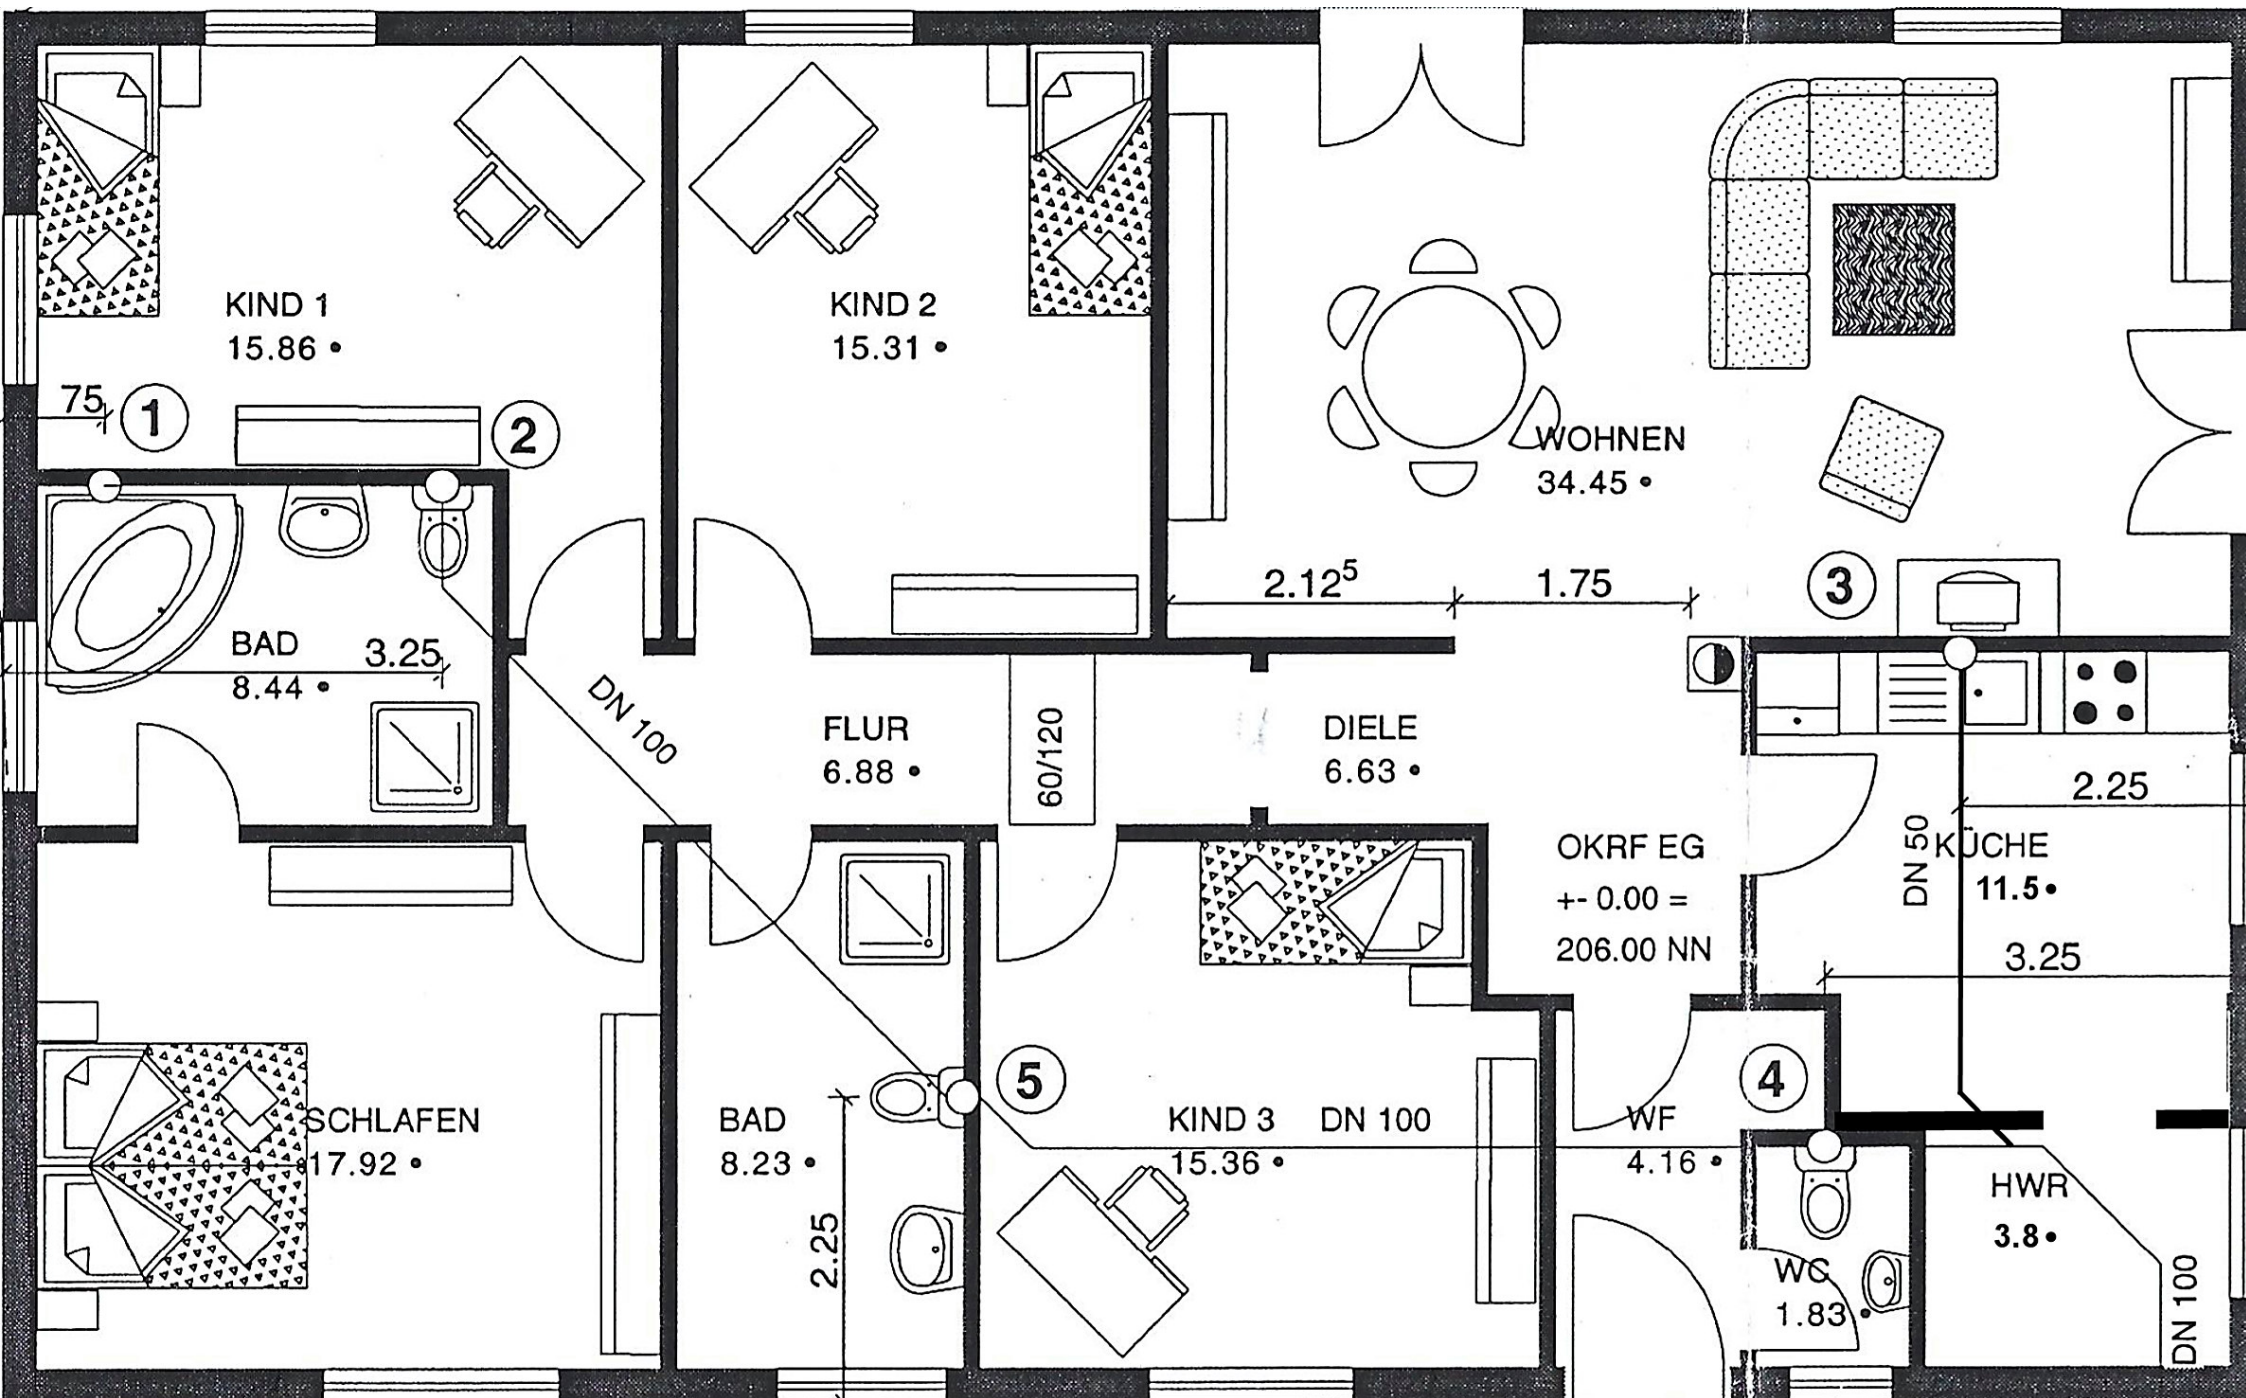 KIND 1
15.86 •
KIND 2
15.31 •
WOHNEN
34.45 •
75
1
2
2.12⁵
1.75
3
BAD
8.44 •
3.25
DN 100
FLUR
6.88 •
60/120
DIELE
6.63 •
2.25
DN 50
KÜCHE
11.5 •
OKRF EG
+- 0.00 =
206.00 NN
3.25
SCHLAFEN
17.92 •
BAD
8.23 •
2.25
5
KIND 3
15.36 •
DN 100
WF
4.16 •
4
WC
1.83 •
HWR
3.8 •
DN 100